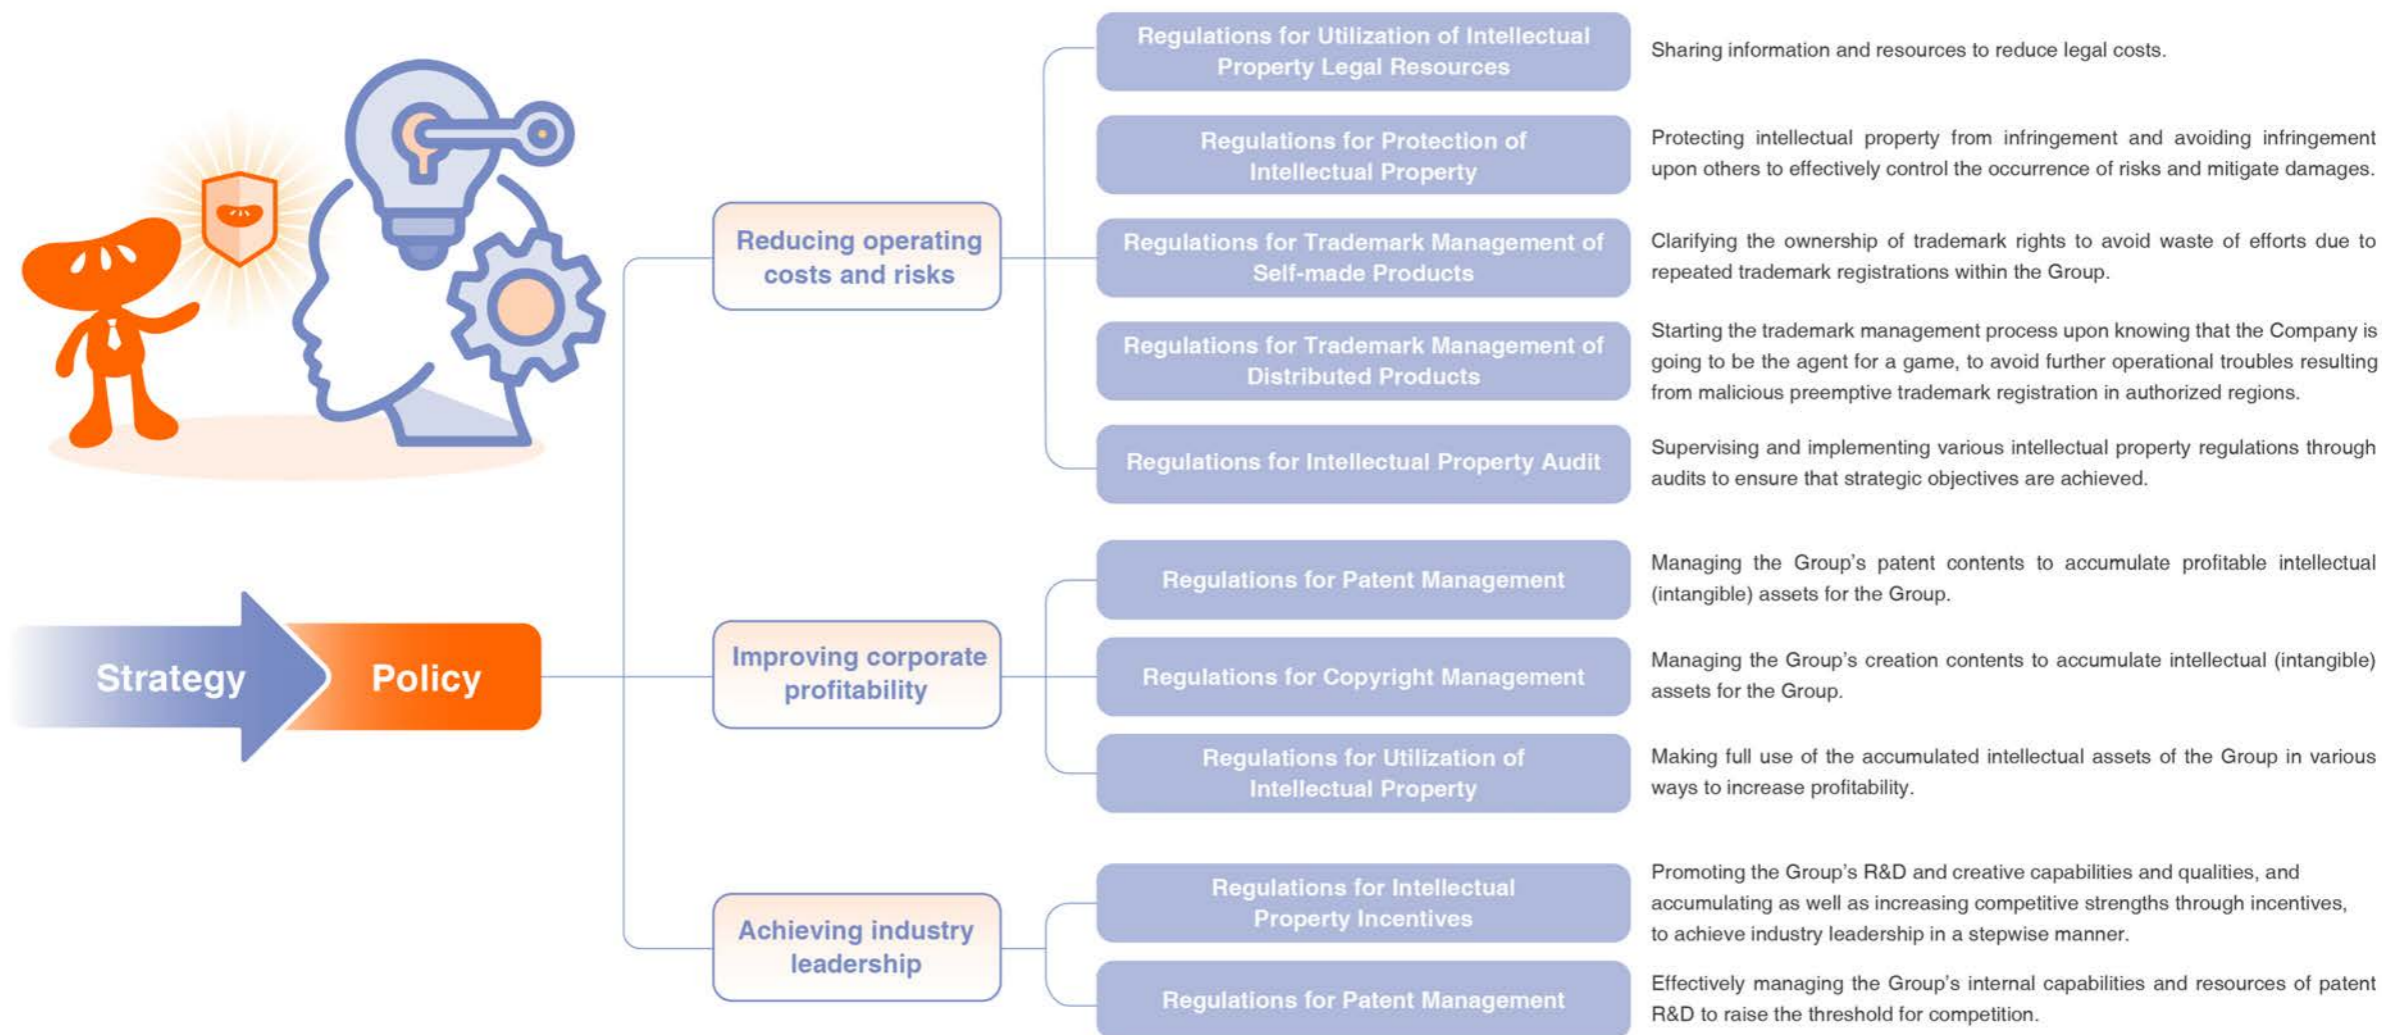 Regulations for Utilization of Intellectual
Property Legal Resources
Sharing information and resources to reduce legal costs.
Regulations for Protection of
Intellectual Property
Protecting intellectual property from infringement and avoiding infringement
upon others to effectively control the occurrence of risks and mitigate damages.
Reducing operating
costs and risks
Regulations for Trademark Management of
Self-made Products
Clarifying the ownership of trademark rights to avoid waste of efforts due to
repeated trademark registrations within the Group.
Regulations for Trademark Management of
Distributed Products
Starting the trademark management process upon knowing that the Company is
going to be the agent for a game, to avoid further operational troubles resulting
from malicious preemptive trademark registration in authorized regions.
Regulations for Intellectual Property Audit
Supervising and implementing various intellectual property regulations through
audits to ensure that strategic objectives are achieved.
Strategy
Policy
Improving corporate
profitability
Regulations for Patent Management
Managing the Group's patent contents to accumulate profitable intellectual
(intangible) assets for the Group.
Regulations for Copyright Management
Managing the Group's creation contents to accumulate intellectual (intangible)
assets for the Group.
Regulations for Utilization of
Intellectual Property
Making full use of the accumulated intellectual assets of the Group in various
ways to increase profitability.
Achieving industry
leadership
Regulations for Intellectual
Property Incentives
Promoting the Group's R&D and creative capabilities and qualities, and
accumulating as well as increasing competitive strengths through incentives,
to achieve industry leadership in a stepwise manner.
Regulations for Patent Management
Effectively managing the Group's internal capabilities and resources of patent
R&D to raise the threshold for competition.